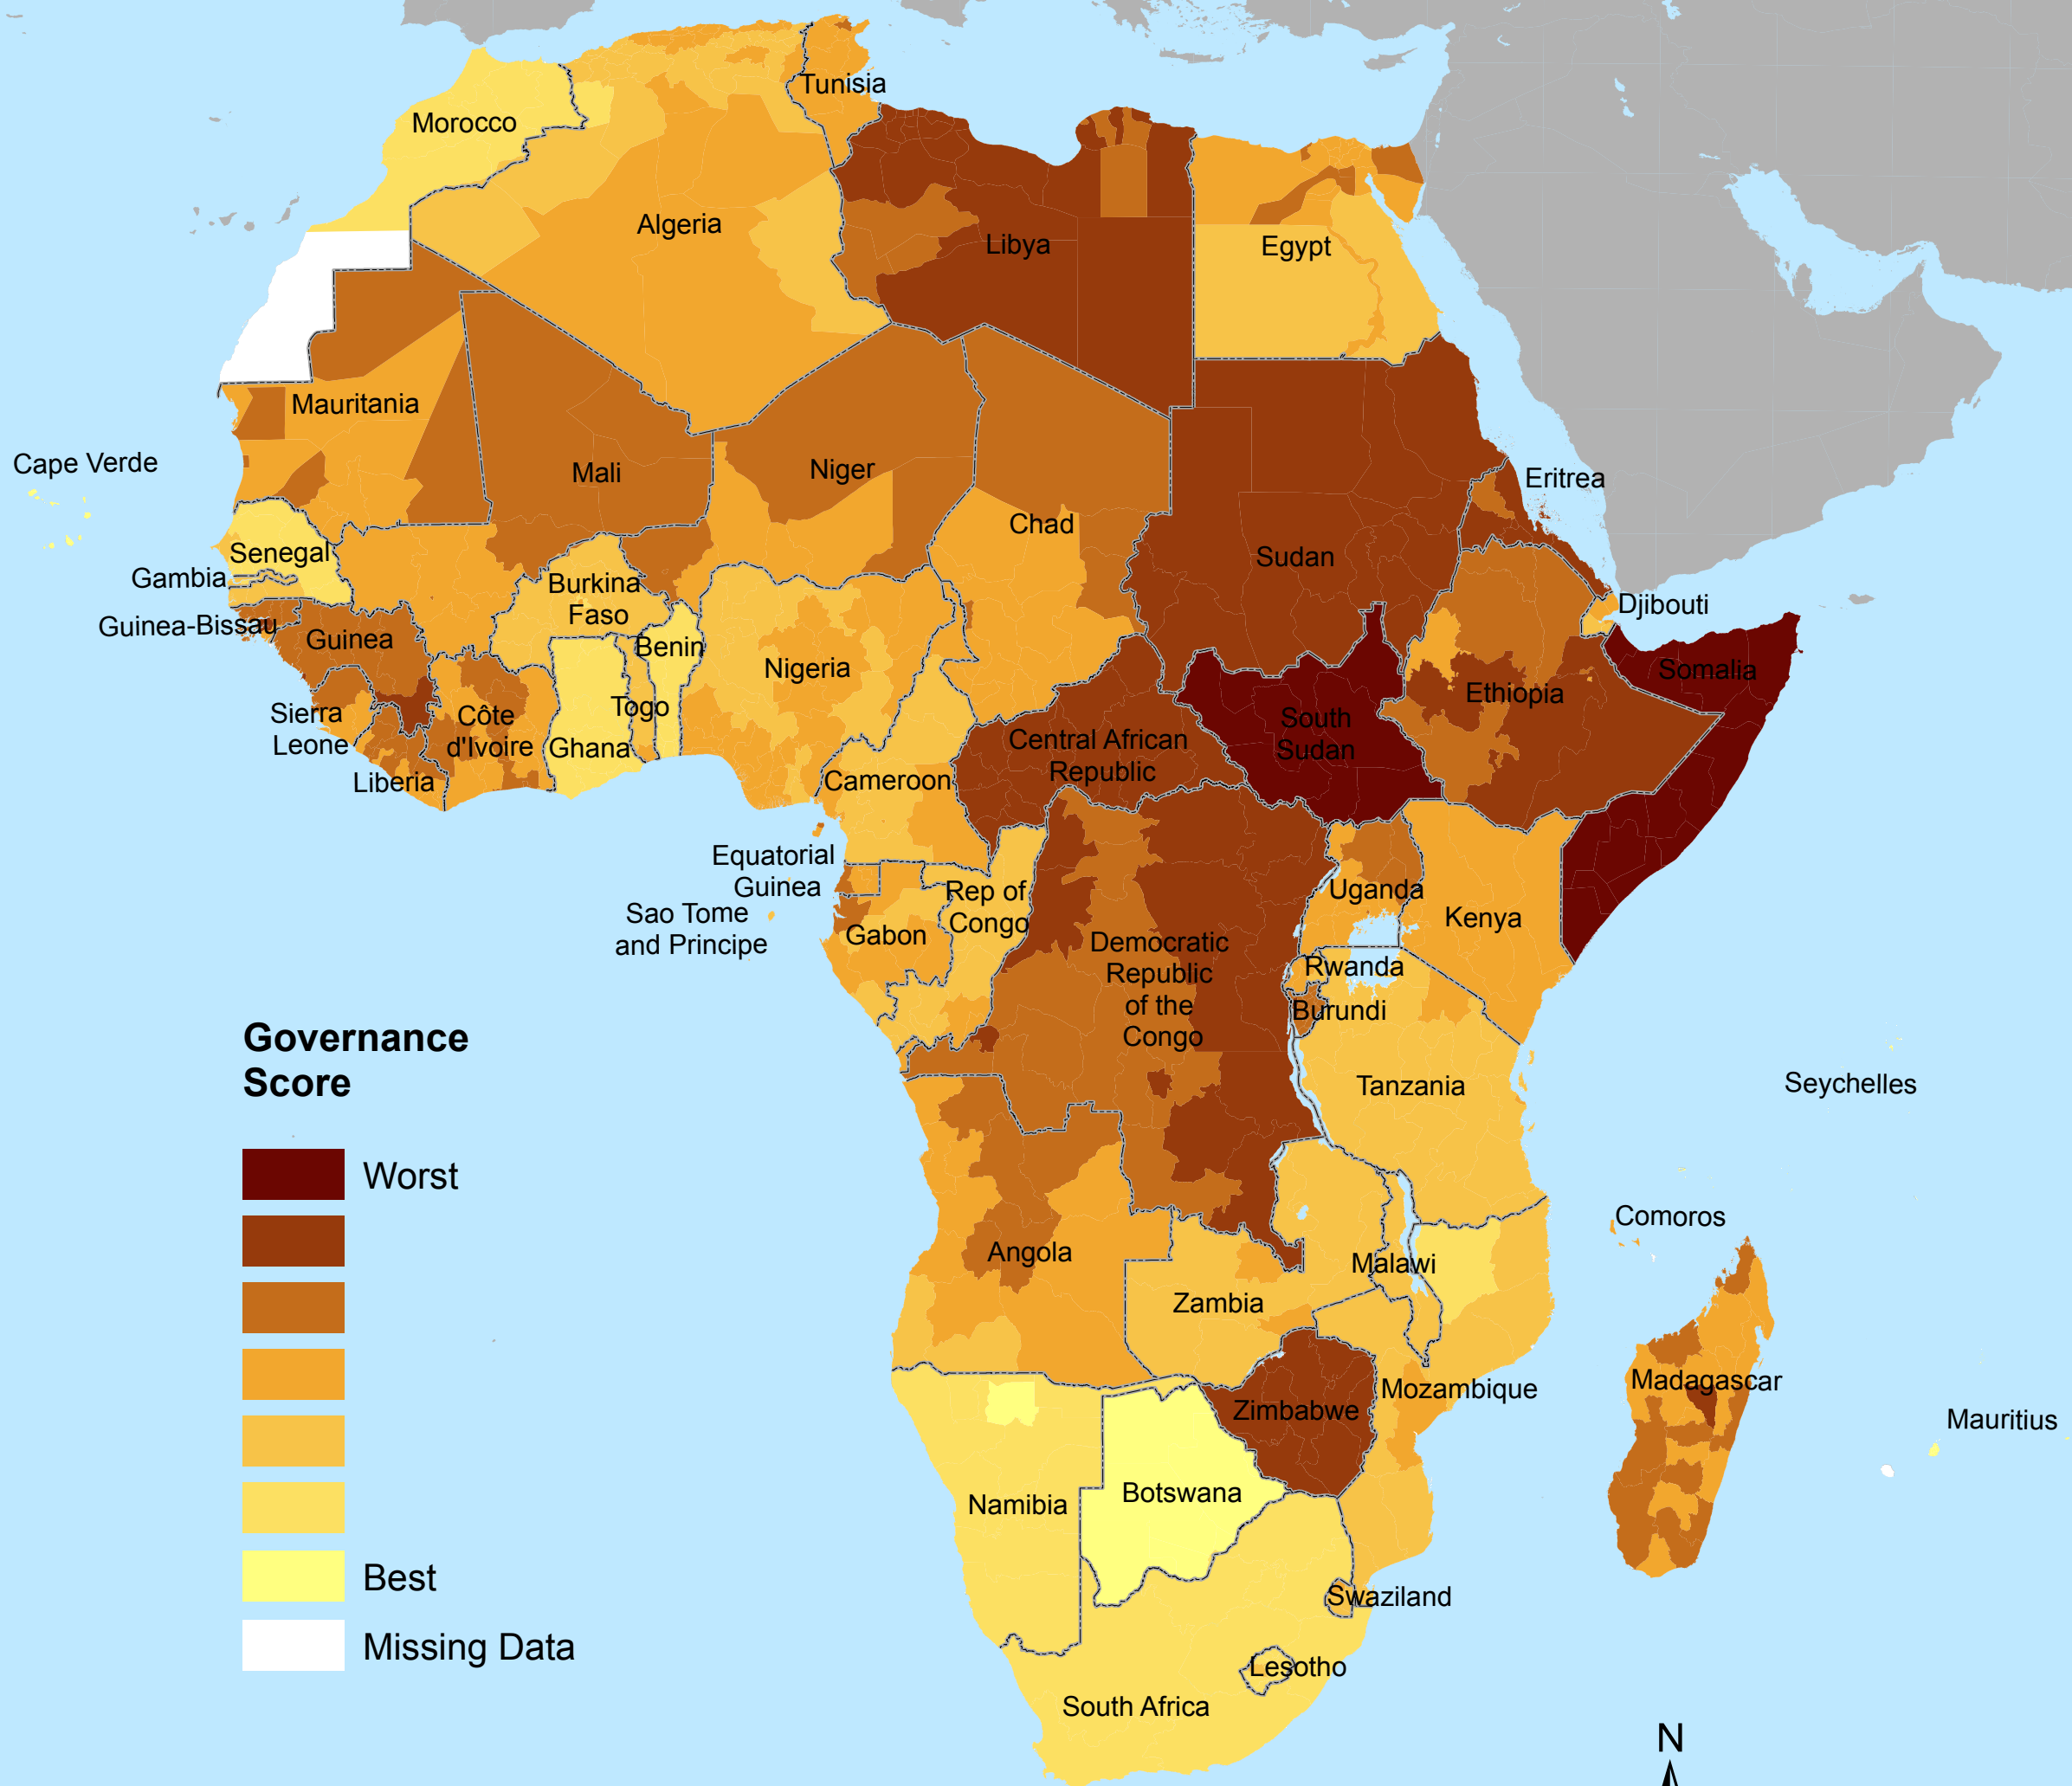 Tunisia
Morocco
Algeria
Libya
Egypt
Mauritania
Cape Verde
Mali
Niger
Eritrea
Chad
Sudan
Senegal
Gambia
Burkina
Faso
Djibouti
Guinea-Bissau
Guinea
Benin
Nigeria
Somalia
Ethiopia
Togo
Sierra
Leone
Côte
d'Ivoire
Ghana
South
Sudan
Central African
Republic
Liberia
Cameroon
Equatorial
Guinea
Rep of
Congo
Uganda
Kenya
Sao Tome
and Principe
Gabon
Democratic
Republic
of the
Congo
Rwanda
Burundi
Governance
Score
Tanzania
Seychelles
Worst
Comoros
Angola
Malawi
Zambia
Madagascar
Mozambique
Zimbabwe
Mauritius
Namibia
Botswana
Best
Swaziland
Missing Data
Lesotho
South Africa
N